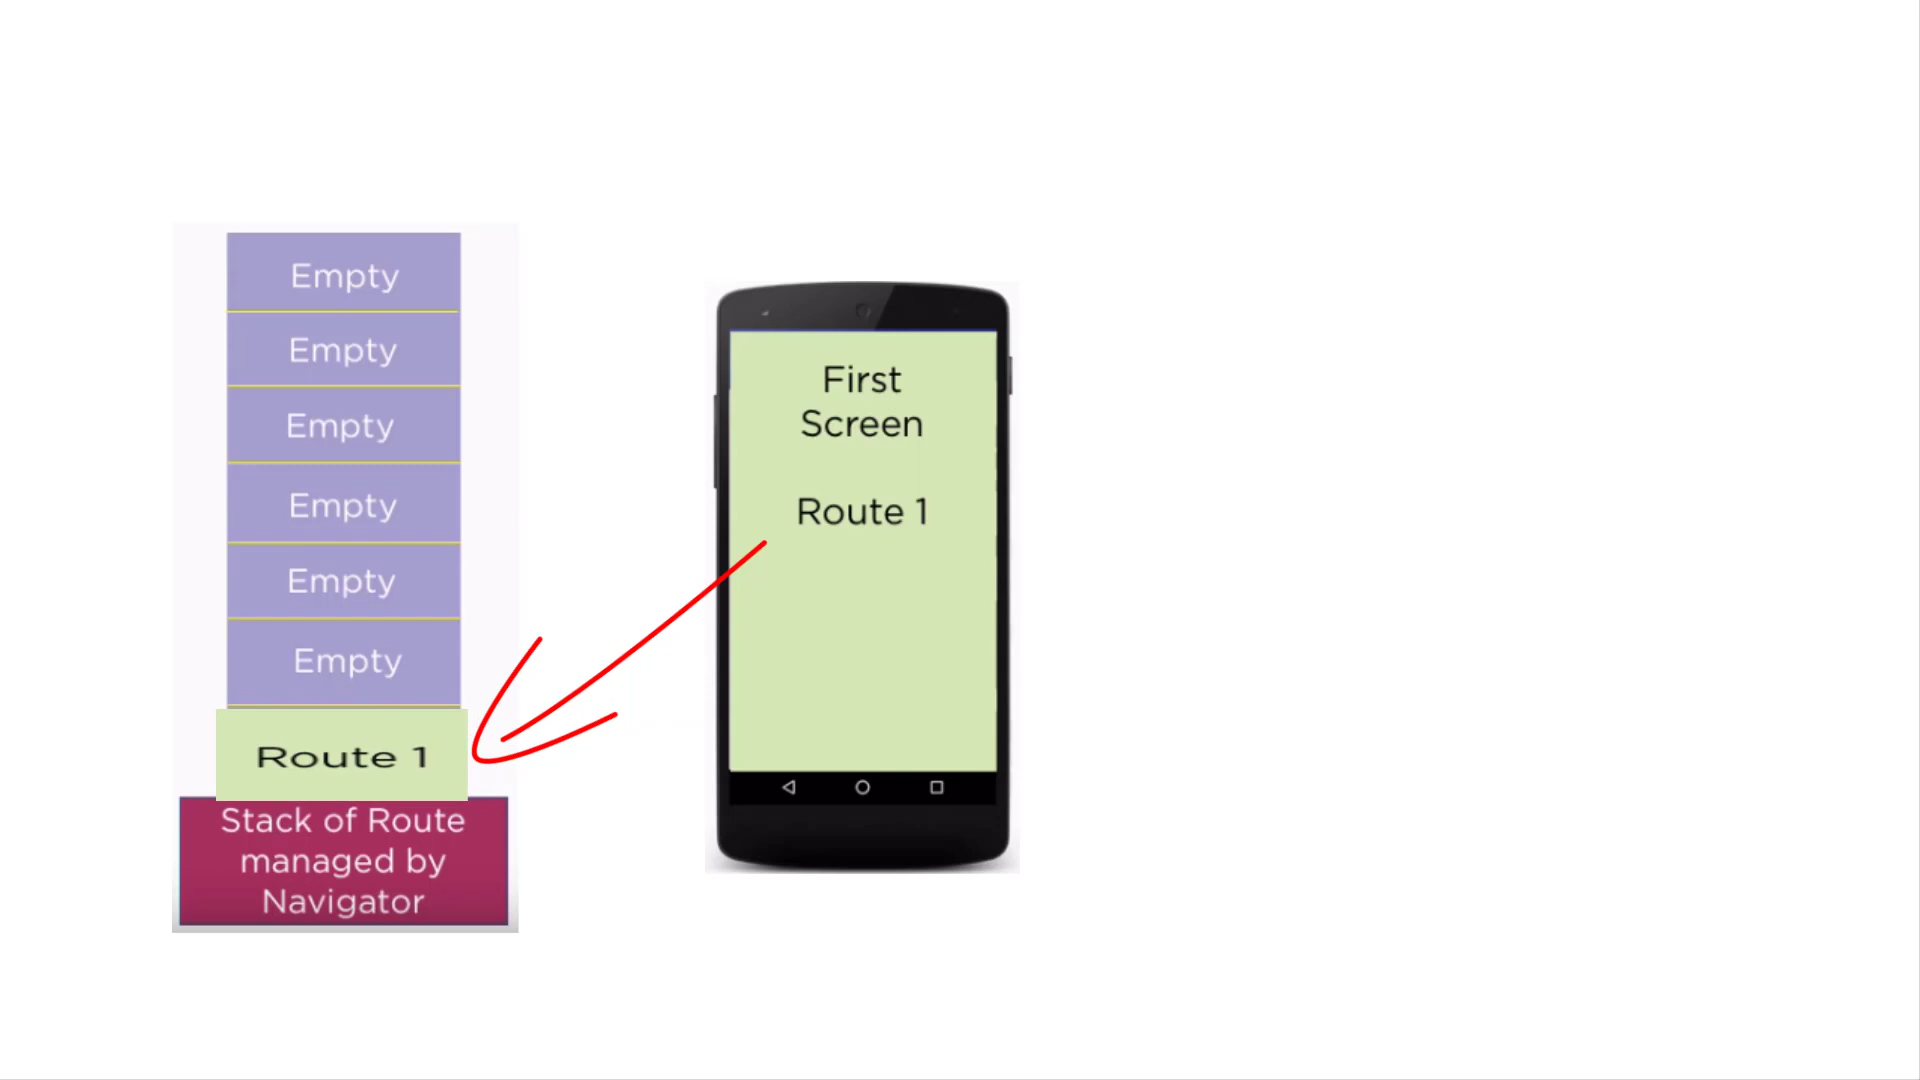 Empty
Empty
Empty
Empty
Empty
Empty
Route 1
Stack of Route
managed by
Navigator
First
Screen
Route 1